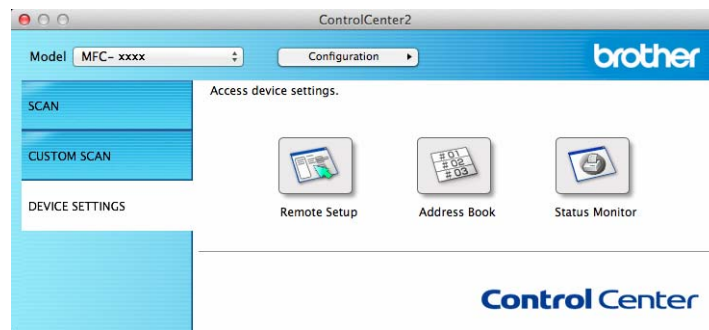 ControlCenter2
Model MFC- xxxx Configuration
brother
SCAN
CUSTOM SCAN
DEVICE SETTINGS
Access device settings.
#01
#02
#03
Remote Setup Address Book Status Monitor
Control Center